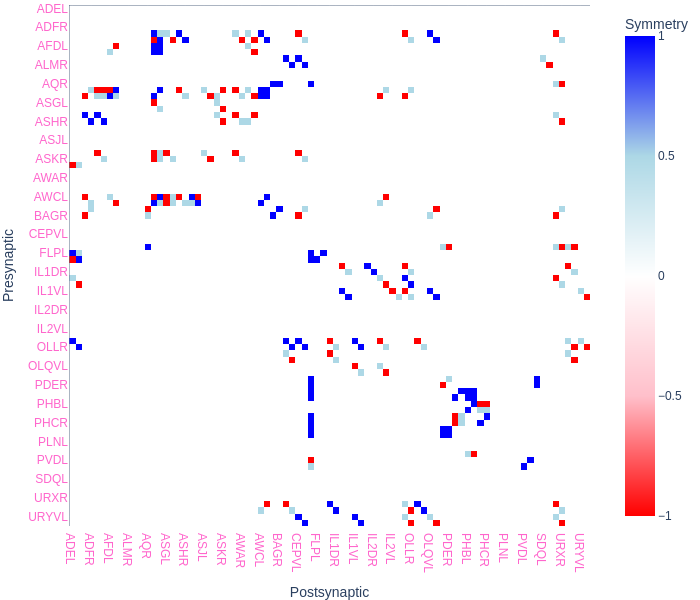 Symmetry
1
0.5
0
−0.5
−1
Presynaptic
ADEL
ADFR
AFDL
ALMR
AQR
ASGL
ASHR
ASJL
ASKR
AWAR
AWCL
BAGR
CEPVL
FLPL
IL1DR
IL1VL
IL2DR
IL2VL
OLLR
OLQVL
PDER
PHBL
PHCR
PLNL
PVDL
SDQL
URXR
URYVL
ADEL ADFR AFDL ALMR AQR ASGL ASHR ASJL ASKR AWAR AWCL BAGR CEPVL FLPL IL1DR IL1VL IL2DR IL2VL OLLR OLQVL PDER PHBL PHCR PLNL PVDL SDQL URXR URYVL
Postsynaptic